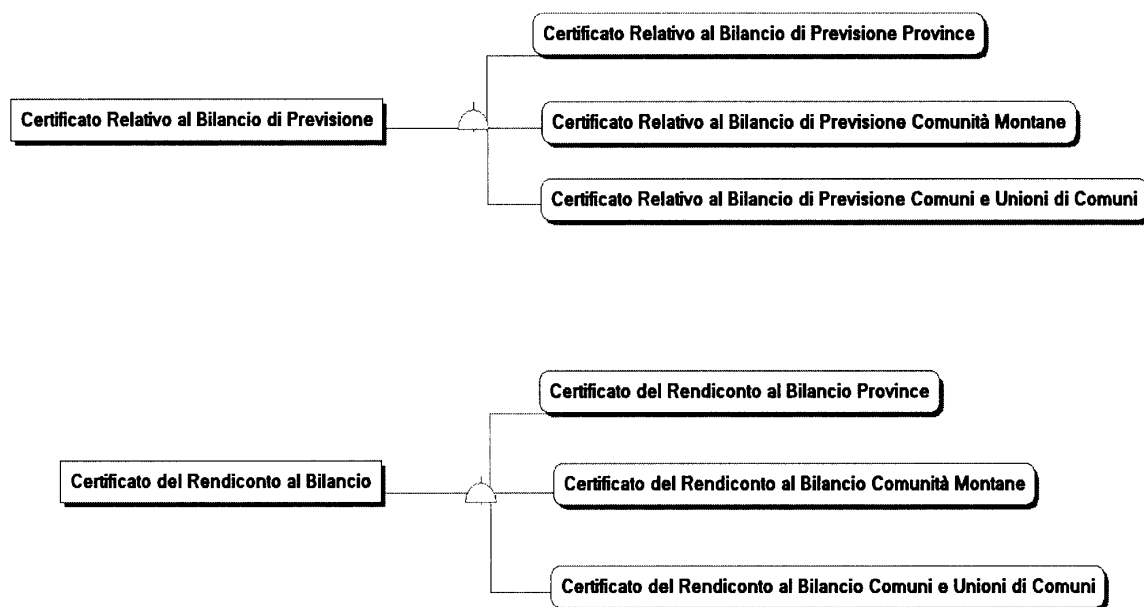 Certificato Relativo al Bilancio di Previsione Province
Certificato Relativo al Bilancio di Previsione
Certificato Relativo al Bilancio di Previsione Comunità Montane
Certificato Relativo al Bilancio di Previsione Comuni e Unioni di Comuni
Certificato del Rendiconto al Bilancio Province
Certificato del Rendiconto al Bilancio
Certificato del Rendiconto al Bilancio Comunità Montane
Certificato del Rendiconto al Bilancio Comuni e Unioni di Comuni